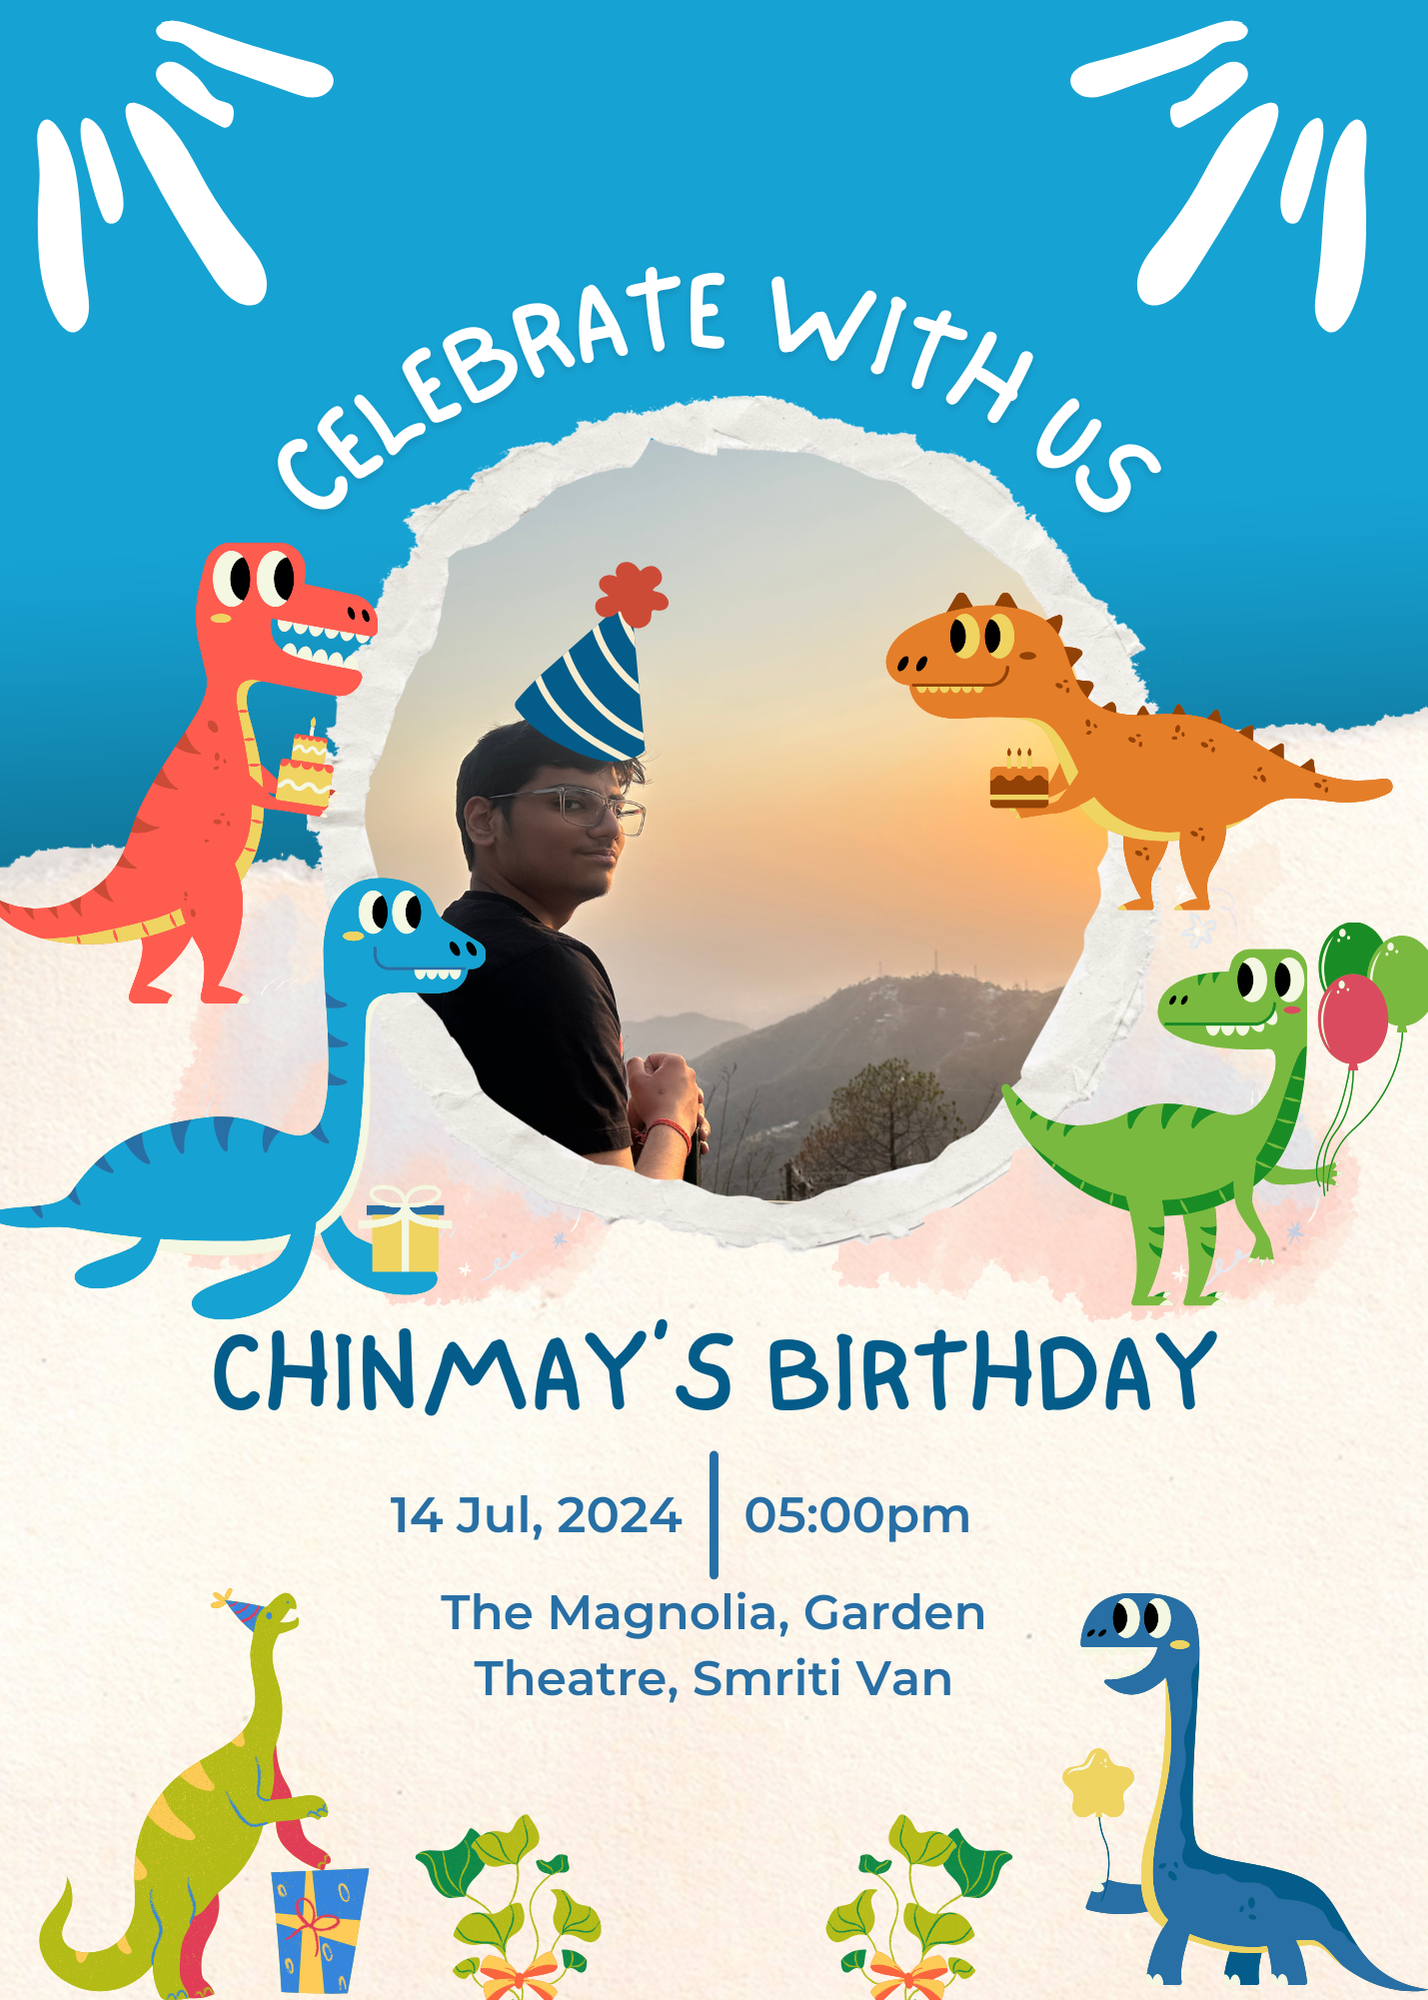 CELEBRATE WITH US
CHINMAY'S BIRTHDAY
14 Jul, 2024 05:00pm
The Magnolia, Garden
Theatre, Smriti Van